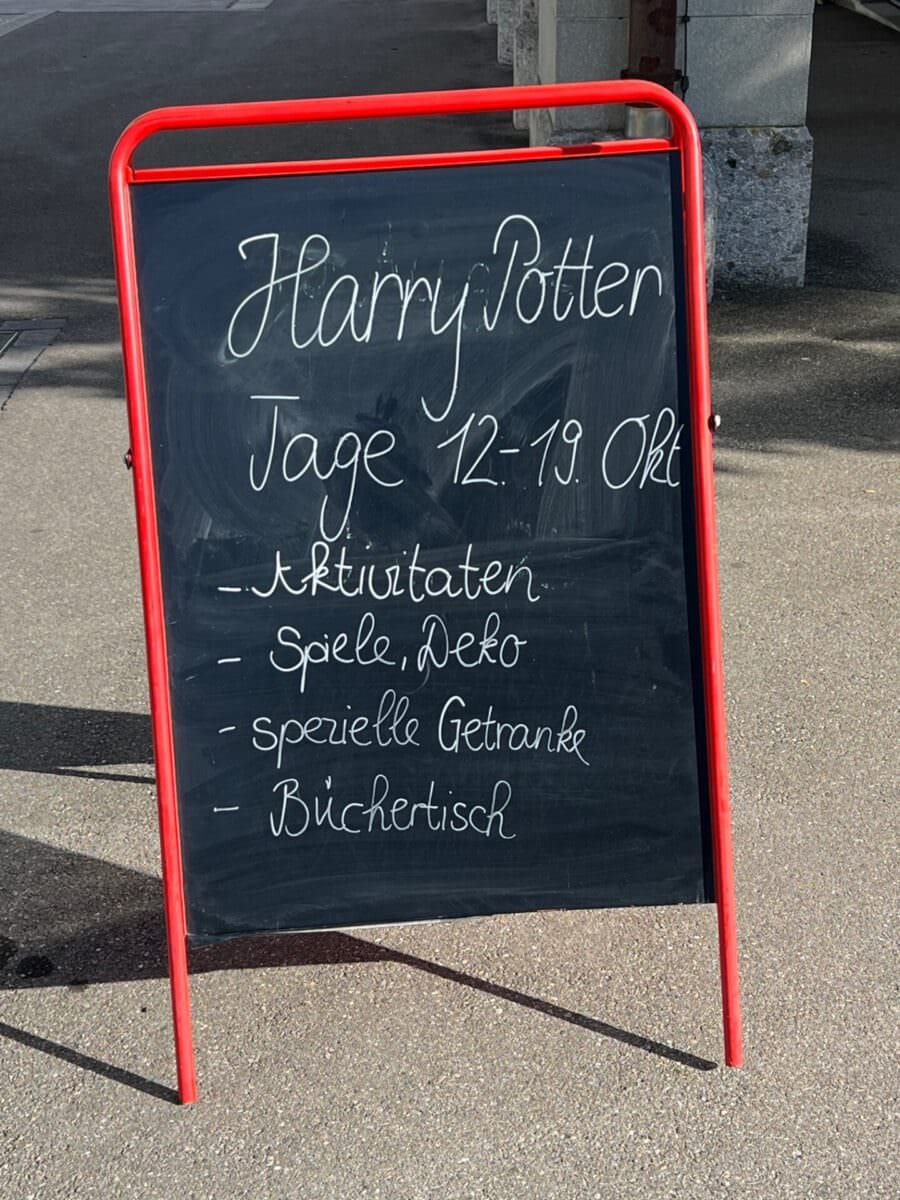 Harry Potter
Tage 12.-19. Okt
- Aktivitaten
- Spiele, Deko
- spezielle Getranke
- Büchertisch